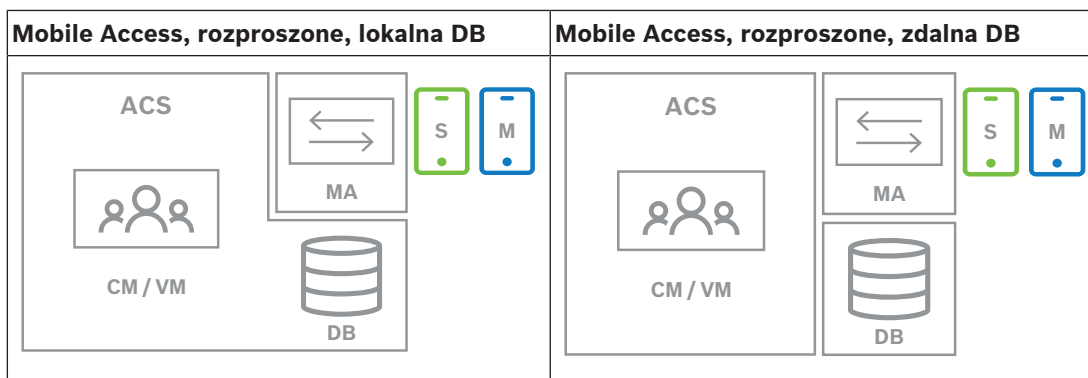 Mobile Access, rozproszone, lokalna DB
Mobile Access, rozproszone, zdalna DB
ACS
S
M
MA
CM / VM
DB
ACS
S
M
MA
CM / VM
DB